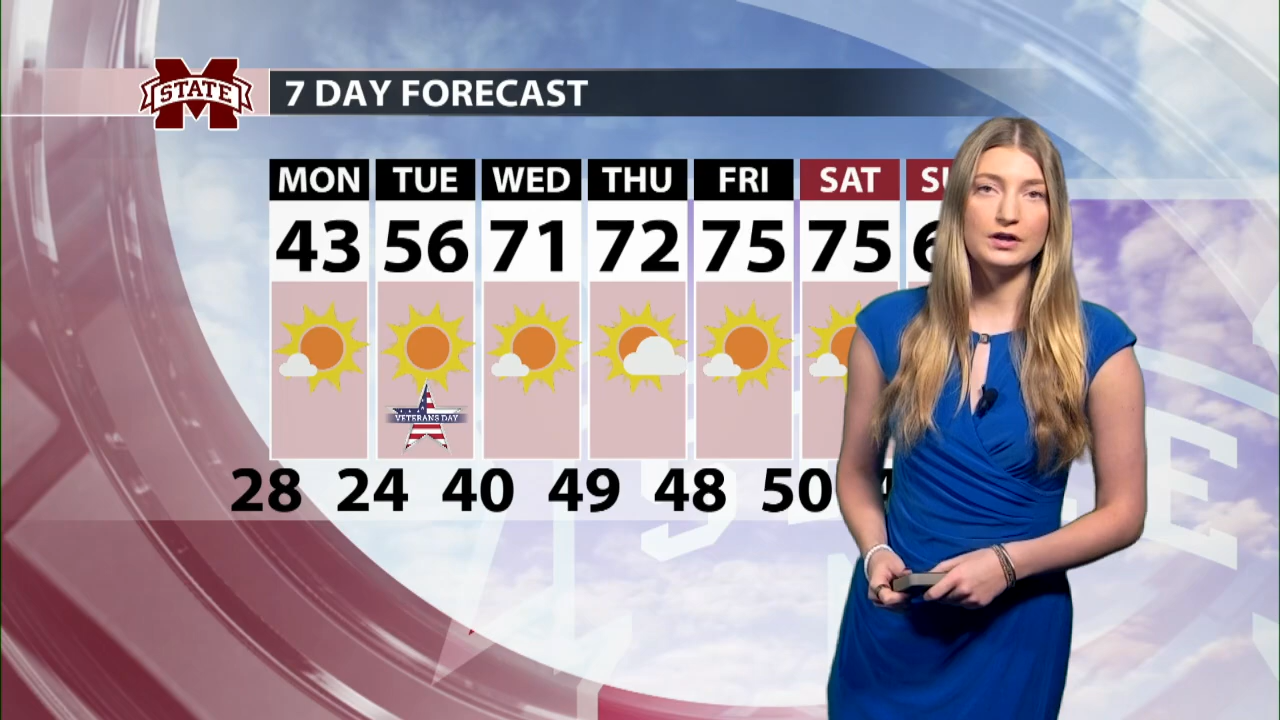 STATE
7 DAY FORECAST
MON TUE WED THU FRI SAT
43 56 71 72 75 75
VETERANS DAY
28 24 40 49 48 50